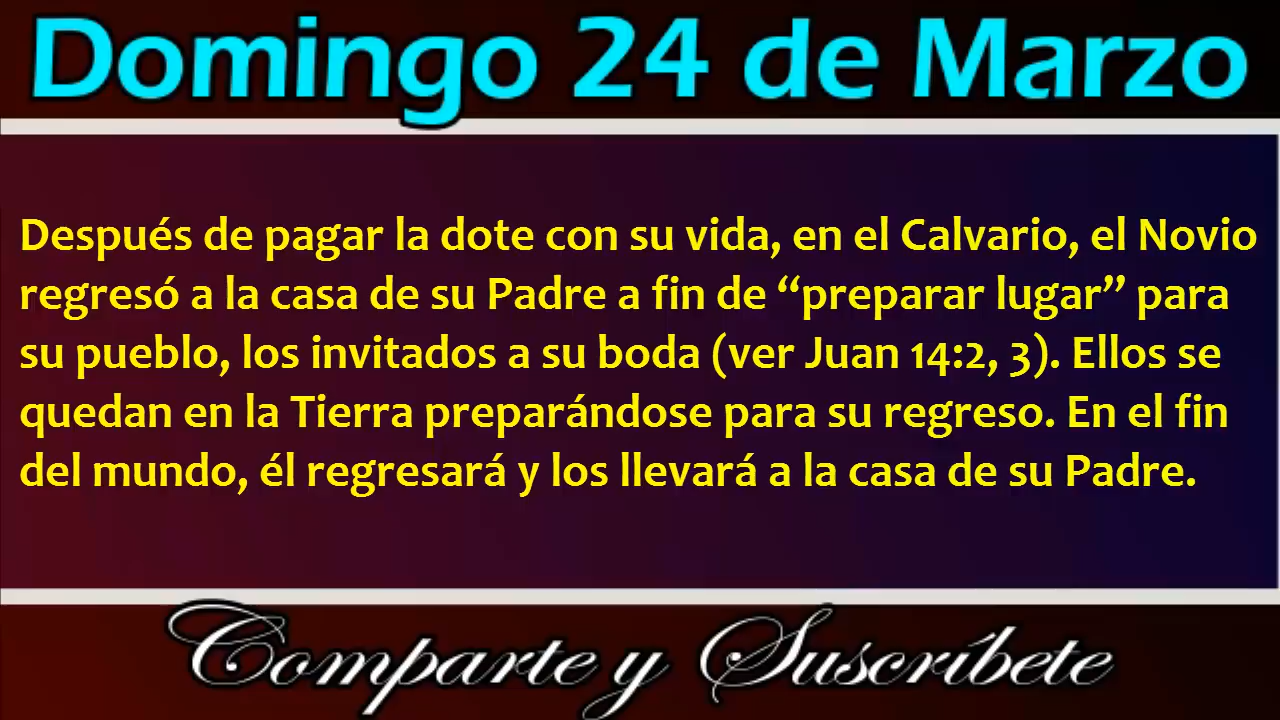 Domingo 24 de Marzo
Después de pagar la dote con su vida, en el Calvario, el Novio
regresó a la casa de su Padre a fin de “preparar lugar” para
su pueblo, los invitados a su boda (ver Juan 14:2, 3). Ellos se
quedan en la Tierra preparándose para su regreso. En el fin
del mundo, él regresará y los llevará a la casa de su Padre.
Comparte y Suscríbete